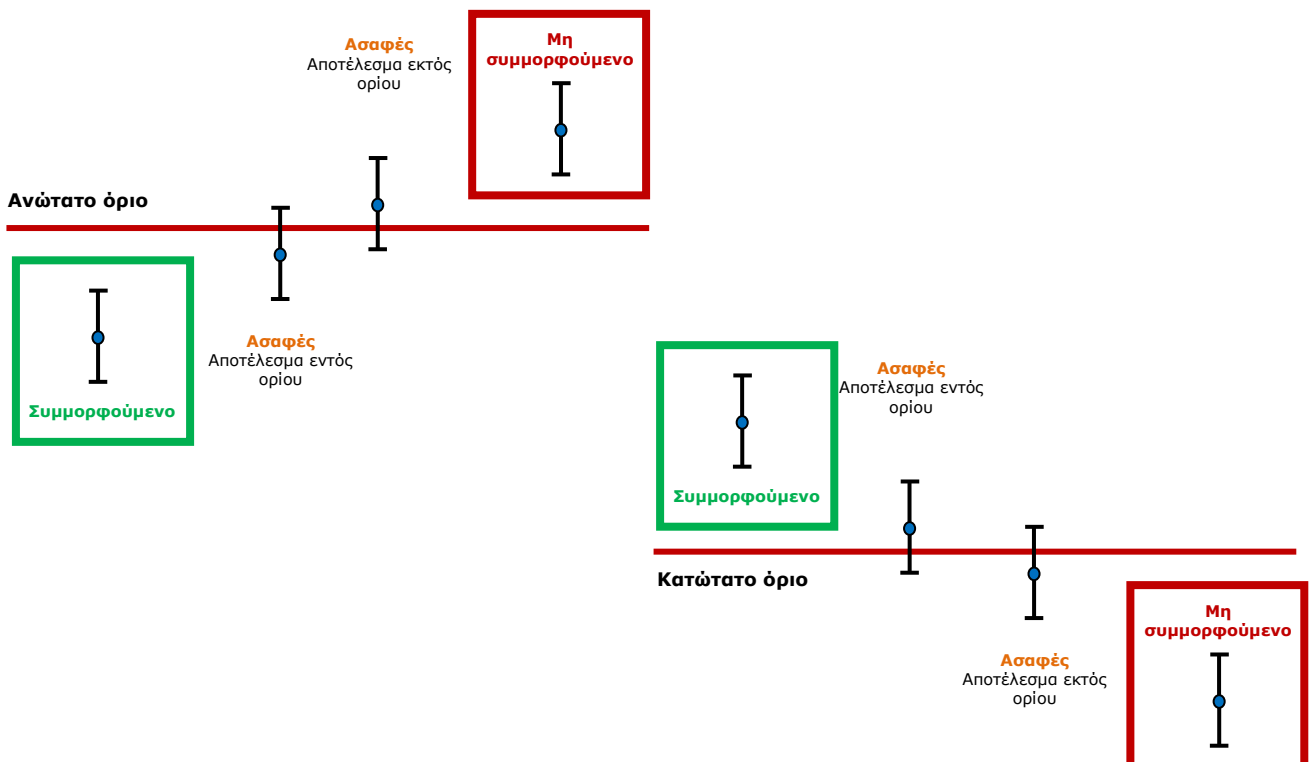 Ασαφές
Αποτέλεσμα εκτός
ορίου
Μη
συμμορφούμενο
Ανώτατο όριο
Συμμορφούμενο
Ασαφές
Αποτέλεσμα εντός
ορίου
Συμμορφούμενο
Ασαφές
Αποτέλεσμα εντός
ορίου
Κατώτατο όριο
Ασαφές
Αποτέλεσμα εκτός
ορίου
Μη
συμμορφούμενο